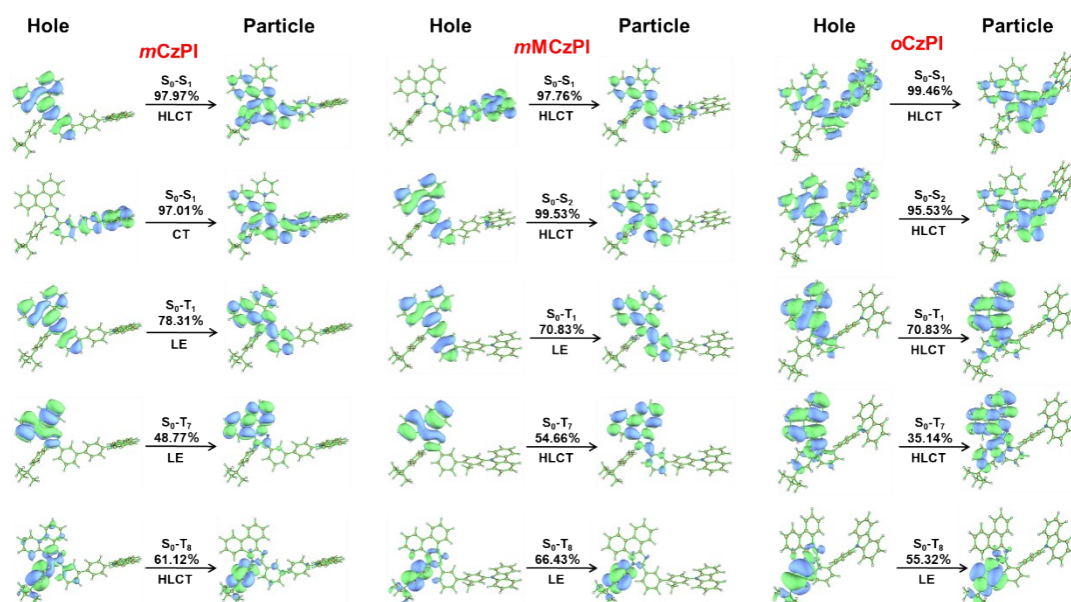 Hole Particle Hole Particle Hole Particle
mCzPI mMCzPI oCzPI
S0-S1 S0-S1 S0-S1
97.97% 97.76% 99.46%
HLCT HLCT HLCT
S0-S1 S0-S2 S0-S2
97.01% 99.53% 95.53%
CT HLCT HLCT
S0-T1 S0-T1 S0-T1
78.31% 70.83% 70.83%
LE LE HLCT
S0-T7 S0-T7 S0-T7
48.77% 54.66% 35.14%
LE HLCT HLCT
S0-T8 S0-T8 S0-T8
61.12% 66.43% 55.32%
HLCT LE LE